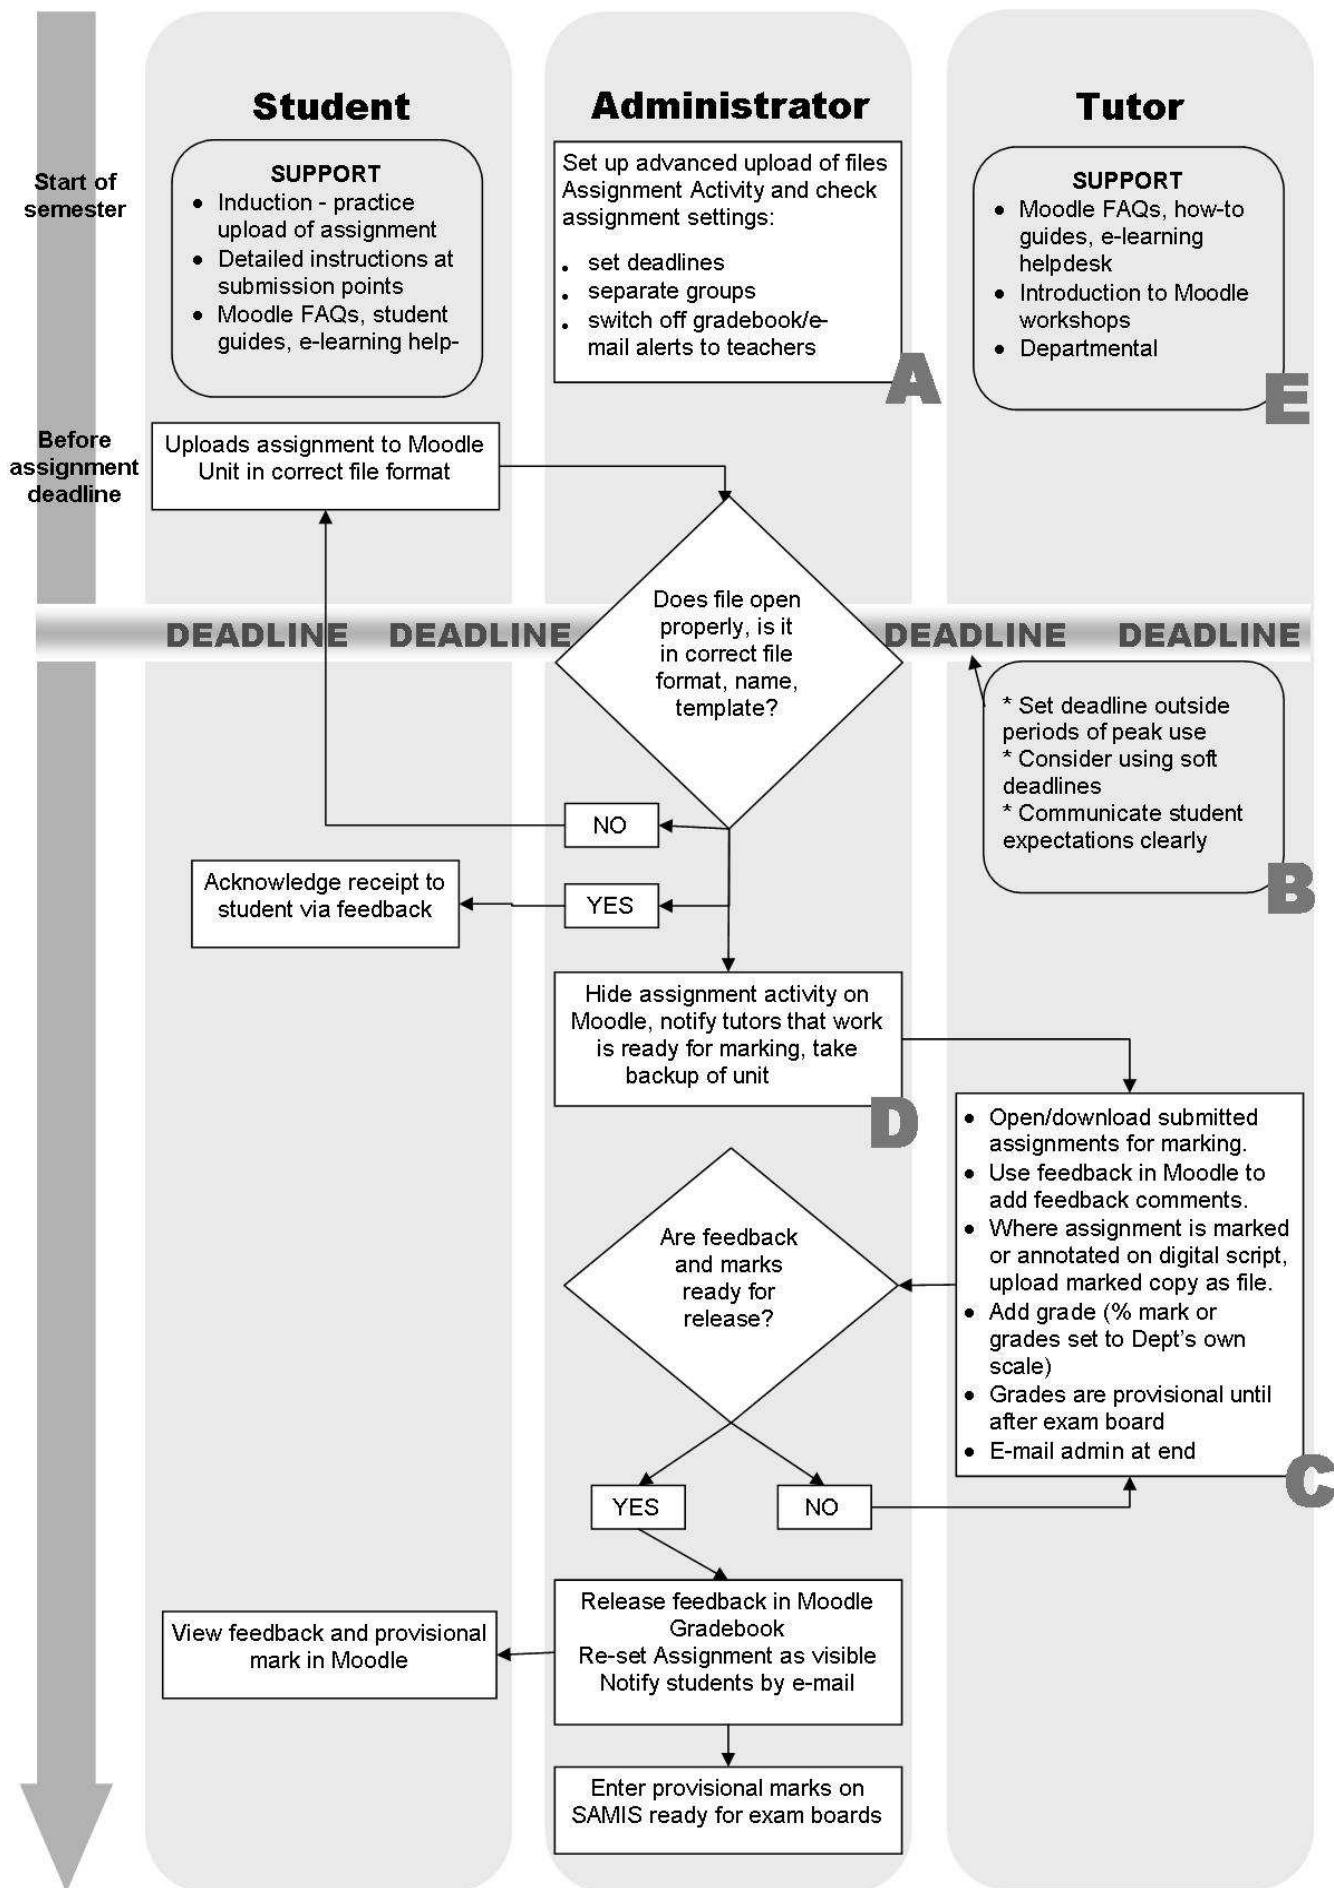 Student
Administrator
Tutor
Start of
semester
SUPPORT
• Induction - practice
upload of assignment
• Detailed instructions at
submission points
• Moodle FAQs, student
guides, e-learning help-
Set up advanced upload of files
Assignment Activity and check
assignment settings:
• set deadlines
• separate groups
• switch off gradebook/e-
mail alerts to teachers
A
SUPPORT
• Moodle FAQs, how-to
guides, e-learning
helpdesk
• Introduction to Moodle
workshops
• Departmental
E
Before
assignment
deadline
Uploads assignment to Moodle
Unit in correct file format
Does file open
properly, is it
in correct file
format, name,
template?
DEADLINE DEADLINE DEADLINE DEADLINE
* Set deadline outside
periods of peak use
* Consider using soft
deadlines
* Communicate student
expectations clearly
B
NO
YES
Acknowledge receipt to
student via feedback
Hide assignment activity on
Moodle, notify tutors that work
is ready for marking, take
backup of unit
D
• Open/download submitted
assignments for marking.
• Use feedback in Moodle to
add feedback comments.
• Where assignment is marked
or annotated on digital script,
upload marked copy as file.
• Add grade (% mark or
grades set to Dept's own
scale)
• Grades are provisional until
after exam board
• E-mail admin at end
C
Are feedback
and marks
ready for
release?
YES
NO
Release feedback in Moodle
Gradebook
Re-set Assignment as visible
Notify students by e-mail
View feedback and provisional
mark in Moodle
Enter provisional marks on
SAMIS ready for exam boards